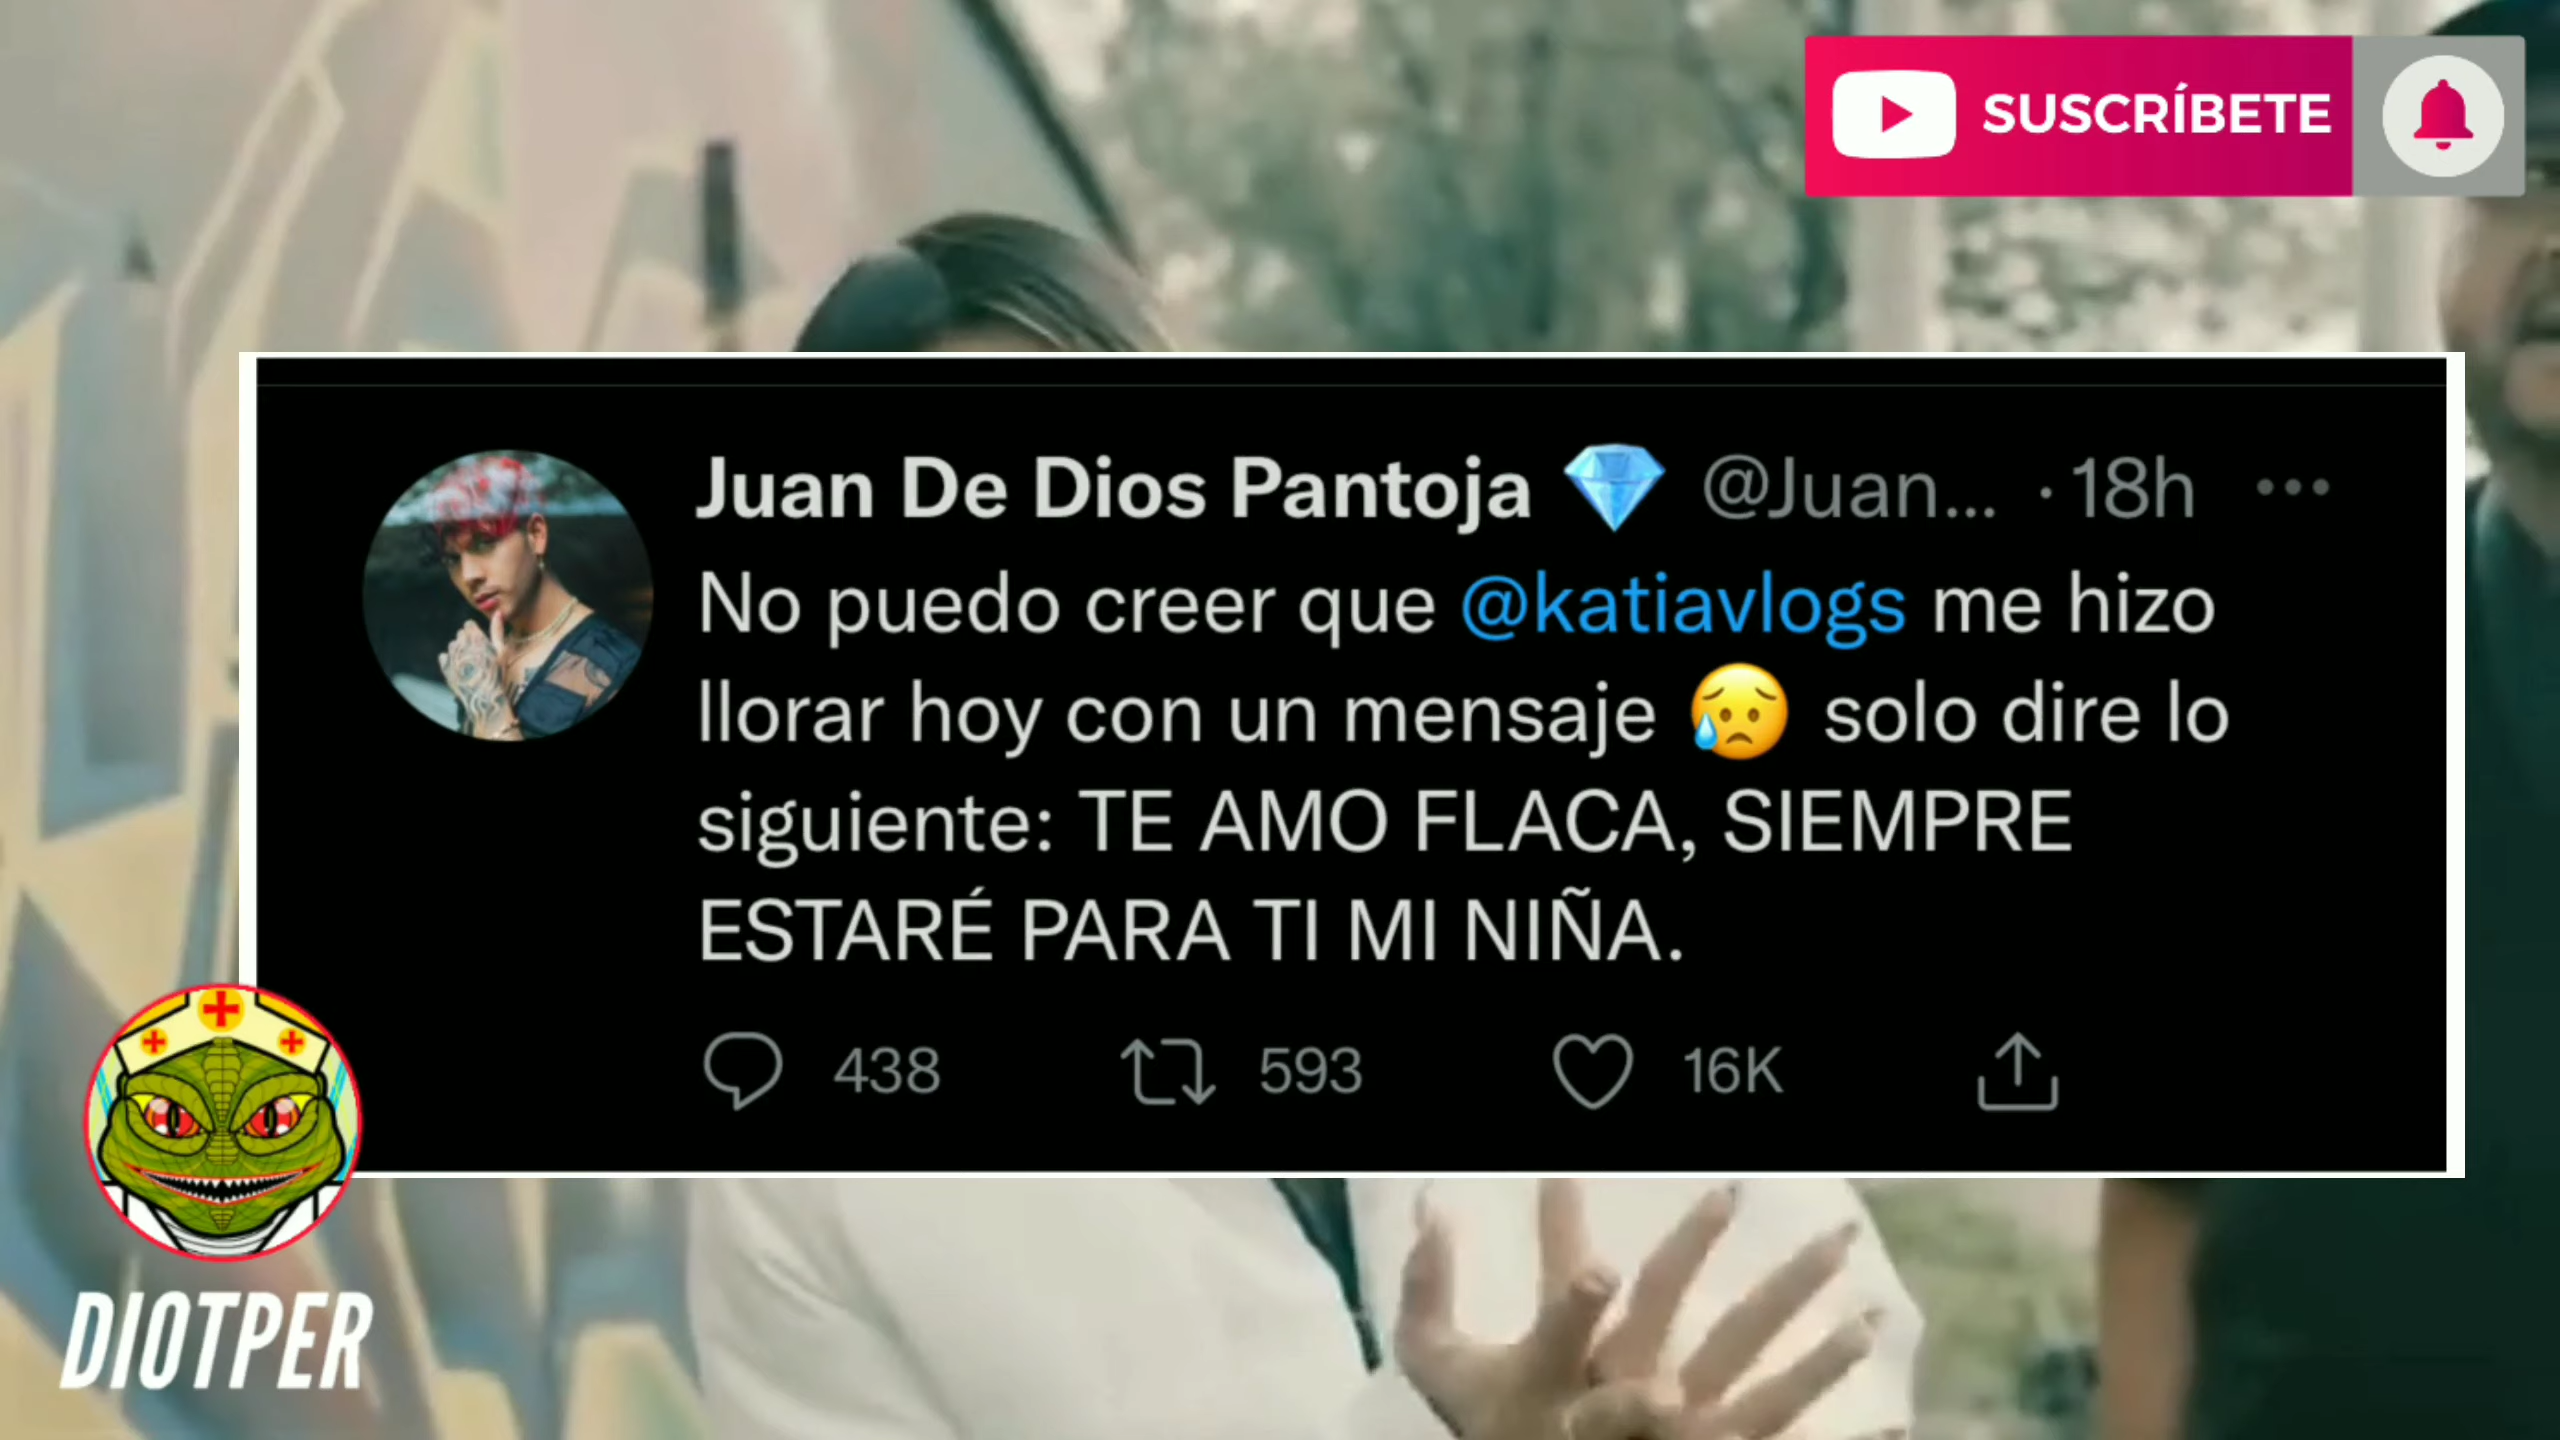 SUSCRÍBETE
Juan De Dios Pantoja 💎 @Juan... · 18h
No puedo creer que @katiavlogs me hizo
llorar hoy con un mensaje 😥 solo dire lo
siguiente: TE AMO FLACA, SIEMPRE
ESTARÉ PARA TI MI NIÑA.
438 593 16K
DIOTPER